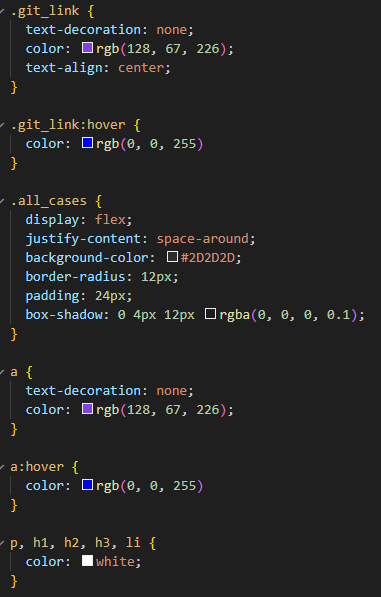 .git_link {
  text-decoration: none;
  color: rgb(128, 67, 226);
  text-align: center;
}
.git_link:hover {
  color: rgb(0, 0, 255)
}
.all_cases {
  display: flex;
  justify-content: space-around;
  background-color: #2D2D2D;
  border-radius: 12px;
  padding: 24px;
  box-shadow: 0 4px 12px rgba(0, 0, 0, 0.1);
}
a {
  text-decoration: none;
  color: rgb(128, 67, 226);
}
a:hover {
  color: rgb(0, 0, 255)
}
p, h1, h2, h3, li {
  color: white;
}